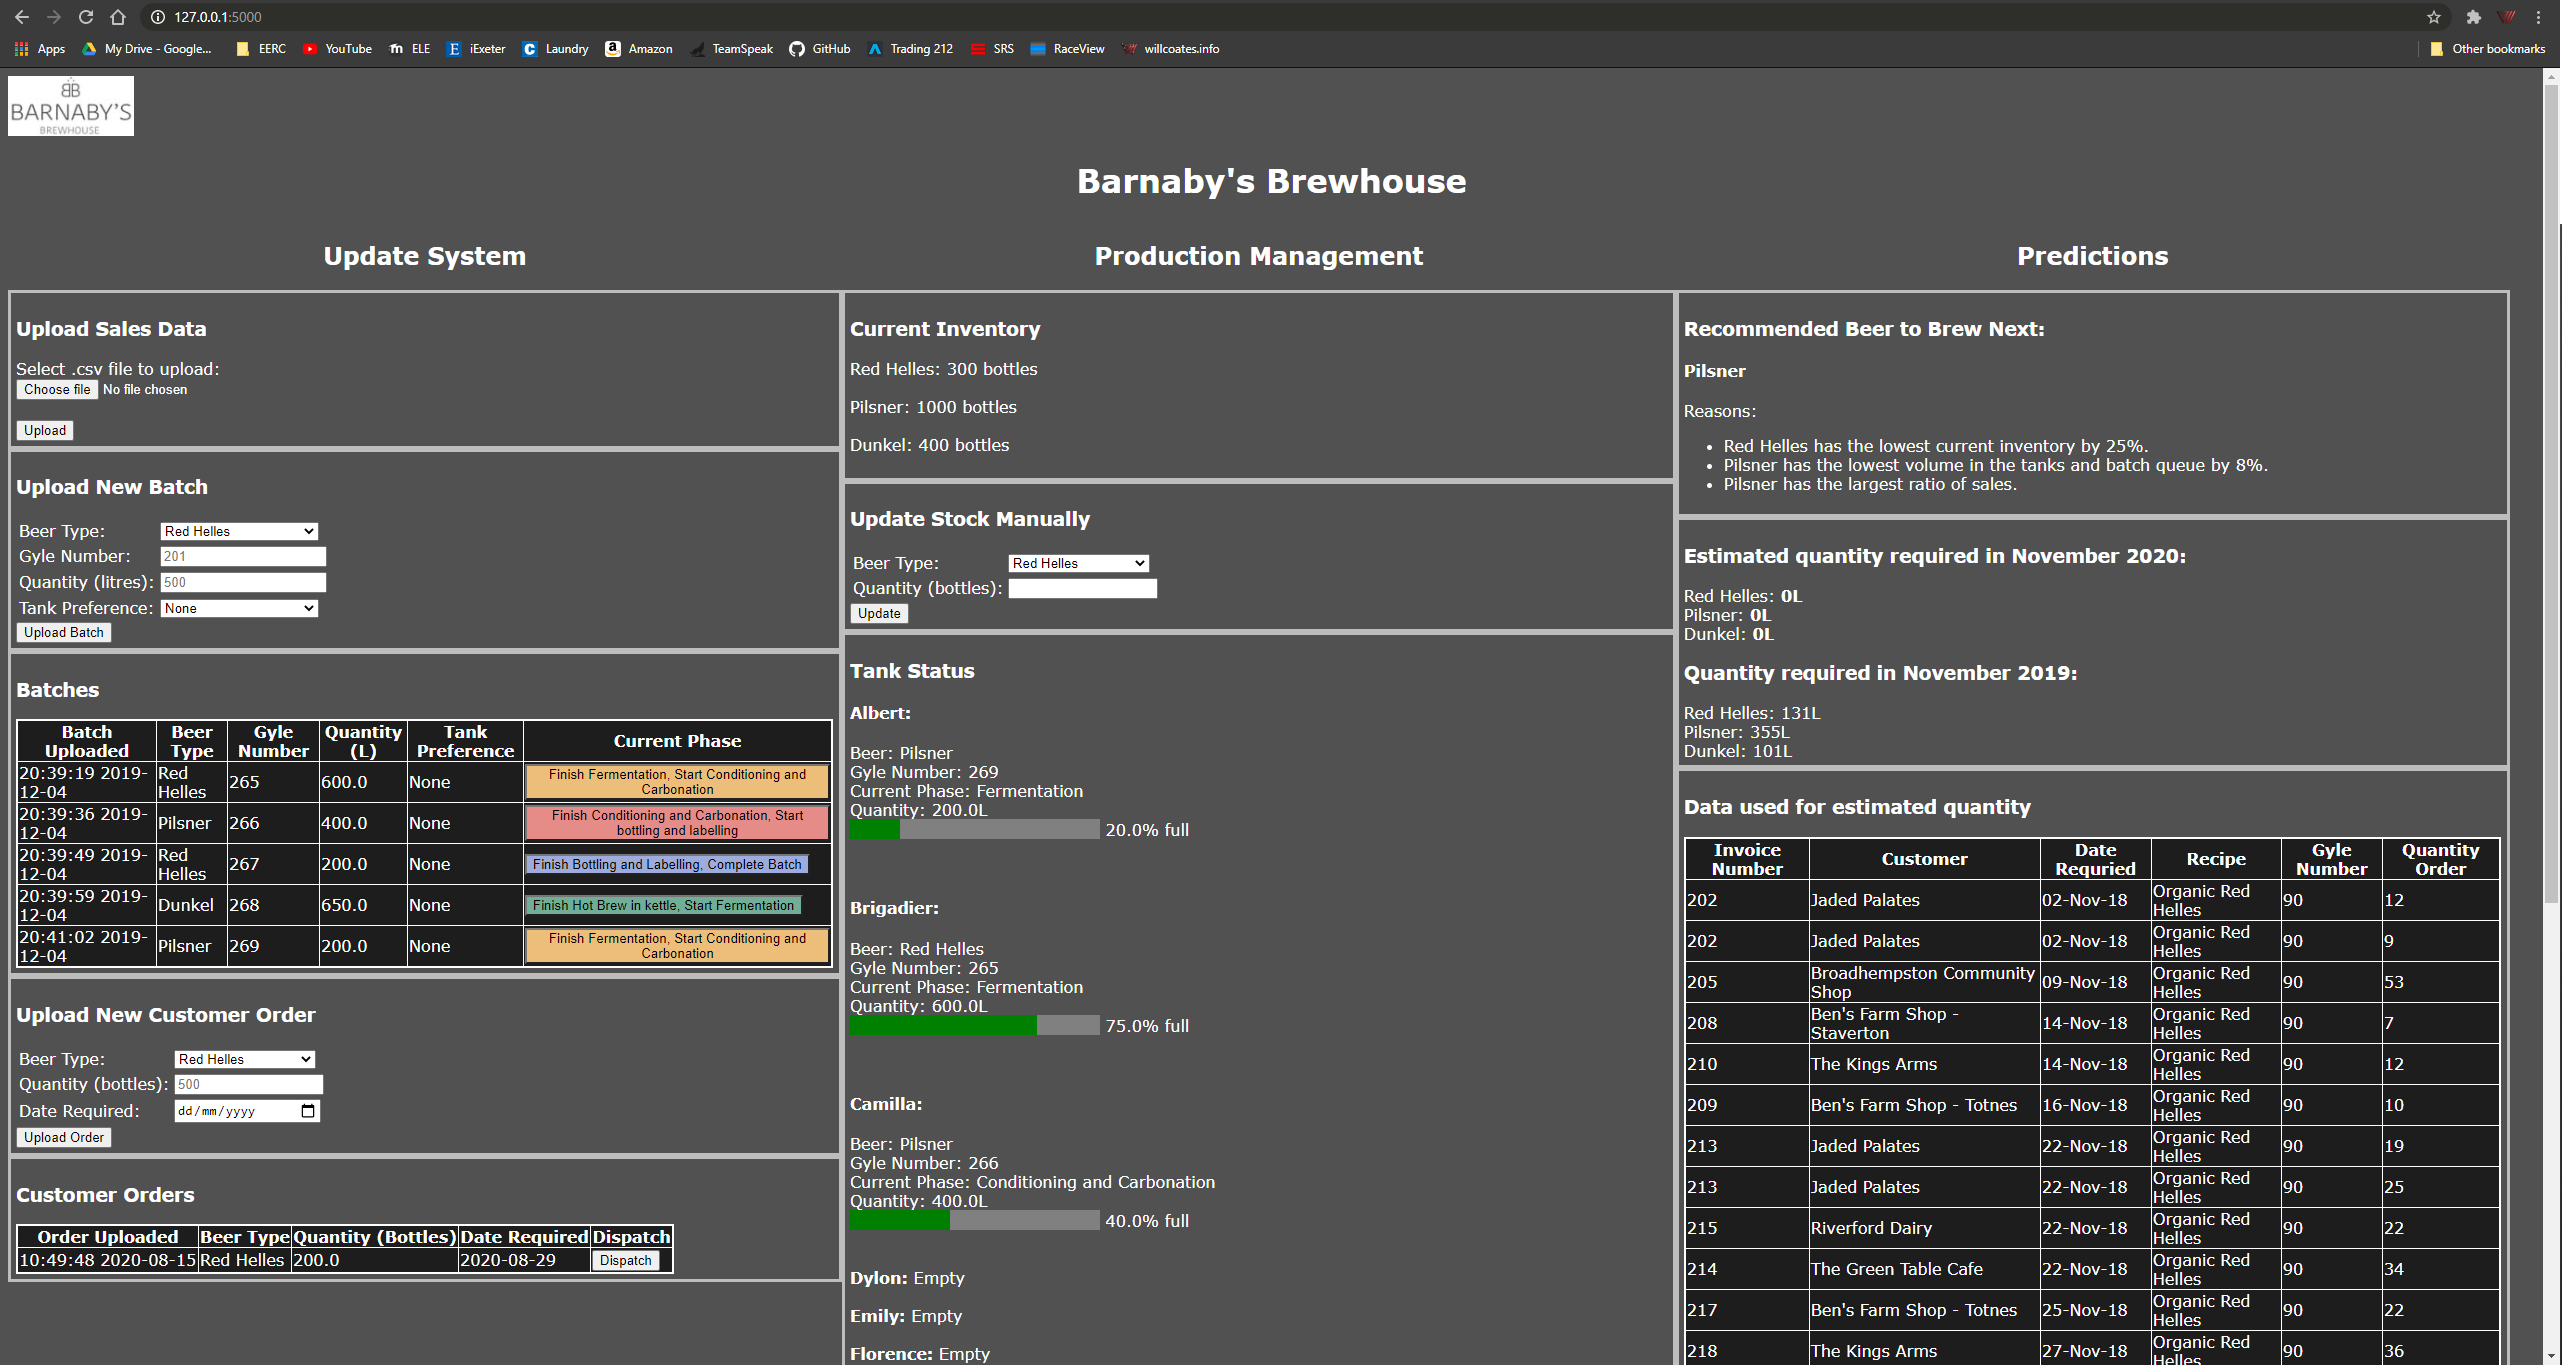 127.0.0.1:5000
Apps My Drive - Google... EERC YouTube ELE iExeter Laundry Amazon TeamSpeak GitHub Trading 212 SRS RaceView willcoates.info Other bookmarks
BB
BARNABY'S
BREWHOUSE
Barnaby's Brewhouse
Update System
Upload Sales Data
Select .csv file to upload:
Choose file No file chosen
Upload
Upload New Batch
Beer Type: Red Helles
Gyle Number: 201
Quantity (litres): 500
Tank Preference: None
Upload Batch
Batches
Batch Uploaded Beer Type Gyle Number Quantity (L) Tank Preference Current Phase
20:39:19 2019-12-04 Red Helles 265 600.0 None Finish Fermentation, Start Conditioning and Carbonation
20:39:36 2019-12-04 Pilsner 266 400.0 None Finish Conditioning and Carbonation, Start bottling and labelling
20:39:49 2019-12-04 Red Helles 267 200.0 None Finish Bottling and Labelling, Complete Batch
20:39:59 2019-12-04 Dunkel 268 650.0 None Finish Hot Brew in kettle, Start Fermentation
20:41:02 2019-12-04 Pilsner 269 200.0 None Finish Fermentation, Start Conditioning and Carbonation
Upload New Customer Order
Beer Type: Red Helles
Quantity (bottles): 500
Date Required: dd/mm/yyyy
Upload Order
Customer Orders
Order Uploaded Beer Type Quantity (Bottles) Date Required Dispatch
10:49:48 2020-08-15 Red Helles 200.0 2020-08-29 Dispatch
Production Management
Current Inventory
Red Helles: 300 bottles
Pilsner: 1000 bottles
Dunkel: 400 bottles
Update Stock Manually
Beer Type: Red Helles
Quantity (bottles):
Update
Tank Status
Albert:
Beer: Pilsner
Gyle Number: 269
Current Phase: Fermentation
Quantity: 200.0L
20.0% full
Brigadier:
Beer: Red Helles
Gyle Number: 265
Current Phase: Fermentation
Quantity: 600.0L
75.0% full
Camilla:
Beer: Pilsner
Gyle Number: 266
Current Phase: Conditioning and Carbonation
Quantity: 400.0L
40.0% full
Dylon: Empty
Emily: Empty
Florence: Empty
Predictions
Recommended Beer to Brew Next:
Pilsner
Reasons:
• Red Helles has the lowest current inventory by 25%.
• Pilsner has the lowest volume in the tanks and batch queue by 8%.
• Pilsner has the largest ratio of sales.
Estimated quantity required in November 2020:
Red Helles: 0L
Pilsner: 0L
Dunkel: 0L
Quantity required in November 2019:
Red Helles: 131L
Pilsner: 355L
Dunkel: 101L
Data used for estimated quantity
Invoice Number Customer Date Requried Recipe Gyle Number Quantity Order
202 Jaded Palates 02-Nov-18 Organic Red Helles 90 12
202 Jaded Palates 02-Nov-18 Organic Red Helles 90 9
205 Broadhempston Community Shop 09-Nov-18 Organic Red Helles 90 53
208 Ben's Farm Shop - Staverton 14-Nov-18 Organic Red Helles 90 7
210 The Kings Arms 14-Nov-18 Organic Red Helles 90 12
209 Ben's Farm Shop - Totnes 16-Nov-18 Organic Red Helles 90 10
213 Jaded Palates 22-Nov-18 Organic Red Helles 90 19
213 Jaded Palates 22-Nov-18 Organic Red Helles 90 25
215 Riverford Dairy 22-Nov-18 Organic Red Helles 90 22
214 The Green Table Cafe 22-Nov-18 Organic Red Helles 90 34
217 Ben's Farm Shop - Totnes 25-Nov-18 Organic Red Helles 90 22
218 The Kings Arms 27-Nov-18 Organic Red Helles 90 36